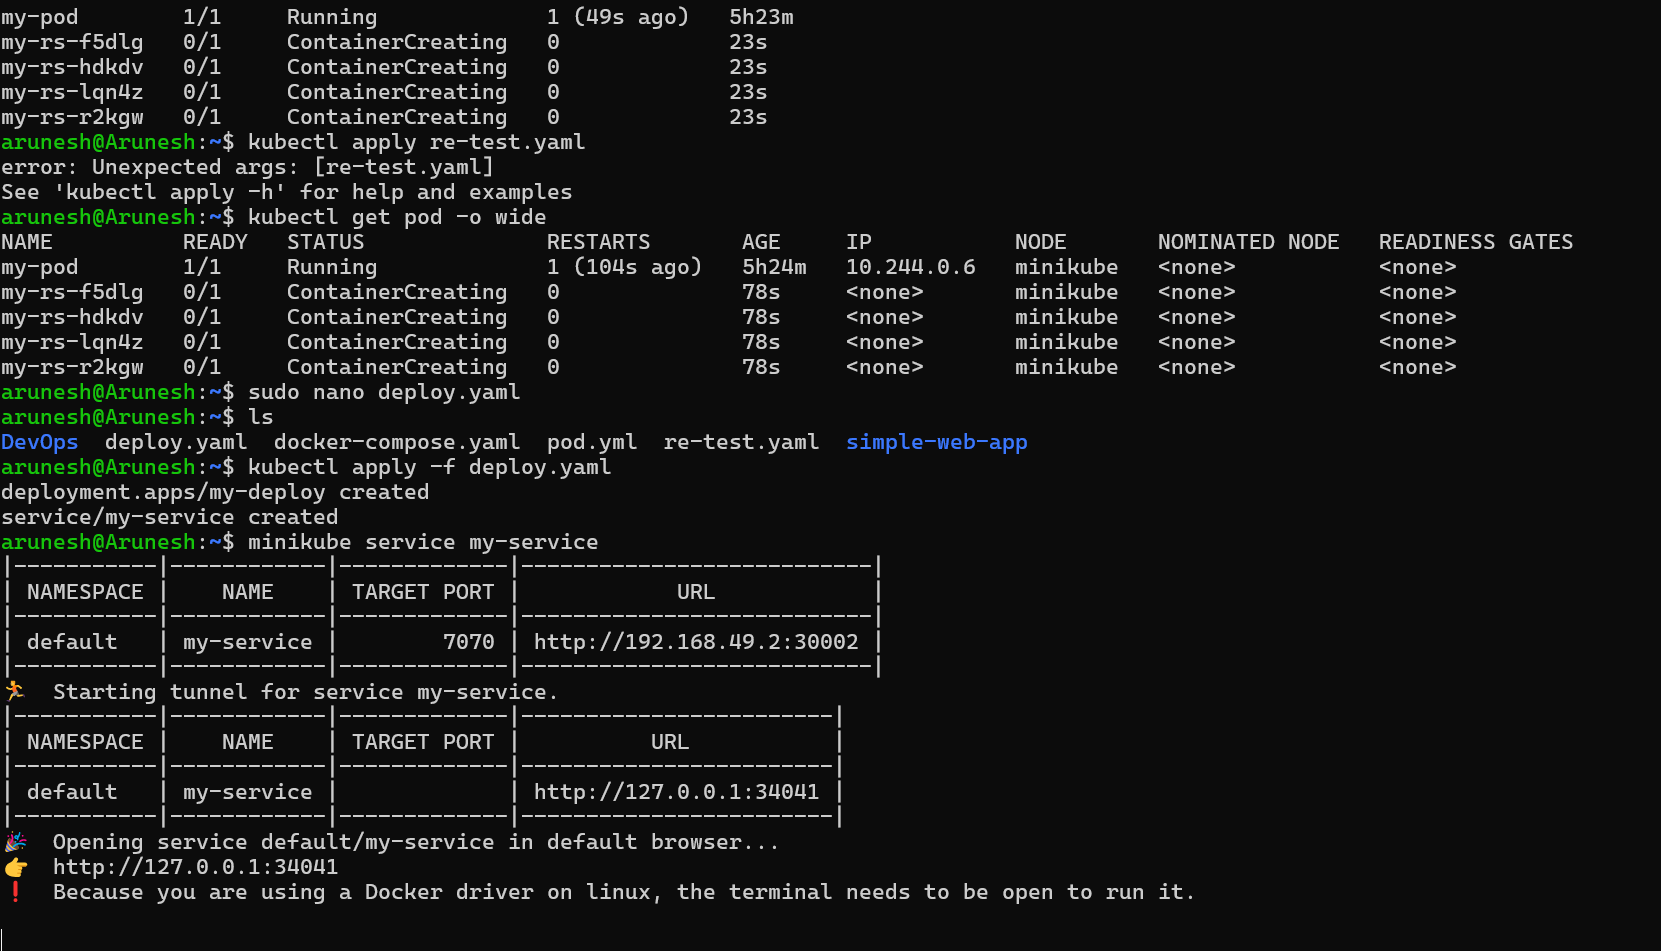 my-pod        1/1     Running             1 (49s ago)   5h23m
my-rs-f5dlg   0/1     ContainerCreating   0             23s
my-rs-hdkdv   0/1     ContainerCreating   0             23s
my-rs-lqn4z   0/1     ContainerCreating   0             23s
my-rs-r2kgw   0/1     ContainerCreating   0             23s
arunesh@Arunesh:~$ kubectl apply re-test.yaml
error: Unexpected args: [re-test.yaml]
See 'kubectl apply -h' for help and examples
arunesh@Arunesh:~$ kubectl get pod -o wide
NAME          READY   STATUS              RESTARTS       AGE     IP           NODE       NOMINATED NODE   READINESS GATES
my-pod        1/1     Running             1 (104s ago)   5h24m   10.244.0.6   minikube   <none>           <none>
my-rs-f5dlg   0/1     ContainerCreating   0              78s     <none>       minikube   <none>           <none>
my-rs-hdkdv   0/1     ContainerCreating   0              78s     <none>       minikube   <none>           <none>
my-rs-lqn4z   0/1     ContainerCreating   0              78s     <none>       minikube   <none>           <none>
my-rs-r2kgw   0/1     ContainerCreating   0              78s     <none>       minikube   <none>           <none>
arunesh@Arunesh:~$ sudo nano deploy.yaml
arunesh@Arunesh:~$ ls
DevOps  deploy.yaml  docker-compose.yaml  pod.yml  re-test.yaml  simple-web-app
arunesh@Arunesh:~$ kubectl apply -f deploy.yaml
deployment.apps/my-deploy created
service/my-service created
arunesh@Arunesh:~$ minikube service my-service
|-----------|------------|-------------|---------------------------|
| NAMESPACE |    NAME    | TARGET PORT |            URL            |
|-----------|------------|-------------|---------------------------|
| default   | my-service |        7070 | http://192.168.49.2:30002 |
|-----------|------------|-------------|---------------------------|
🏃  Starting tunnel for service my-service.
|-----------|------------|-------------|------------------------|
| NAMESPACE |    NAME    | TARGET PORT |          URL           |
|-----------|------------|-------------|------------------------|
| default   | my-service |             | http://127.0.0.1:34041 |
|-----------|------------|-------------|------------------------|
🎉  Opening service default/my-service in default browser...
👉  http://127.0.0.1:34041
❗  Because you are using a Docker driver on linux, the terminal needs to be open to run it.